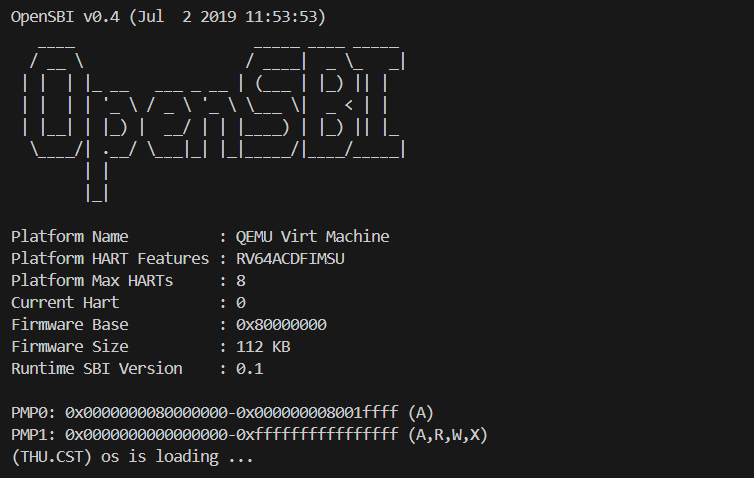 OpenSBI v0.4 (Jul  2 2019 11:53:53)
   ____                    _____ ____ _____
  / __ \                  / ____|  _ \_   _|
 | |  | |_ __   ___ _ __ | (___ | |_) || |
 | |  | | '_ \ / _ \ '_ \ \___ \|  _ < | |
 | |__| | |_) |  __/ | | |____) | |_) || |_
  \____/| .__/ \___|_| |_|_____/|____/_____|
        | |
        |_|

Platform Name          : QEMU Virt Machine
Platform HART Features : RV64ACDFIMSU
Platform Max HARTs     : 8
Current Hart           : 0
Firmware Base          : 0x80000000
Firmware Size          : 112 KB
Runtime SBI Version    : 0.1

PMP0: 0x0000000080000000-0x000000008001ffff (A)
PMP1: 0x0000000000000000-0xffffffffffffffff (A,R,W,X)
(THU.CST) os is loading ...